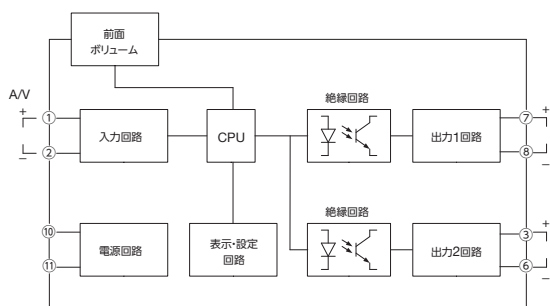 前面
ボリューム
A/V
+
①
②
−
入力回路
CPU
絶縁回路
出力1回路
⑦
+
⑧
−
絶縁回路
出力2回路
③
+
⑥
−
⑩
⑪
電源回路
表示・設定
回路